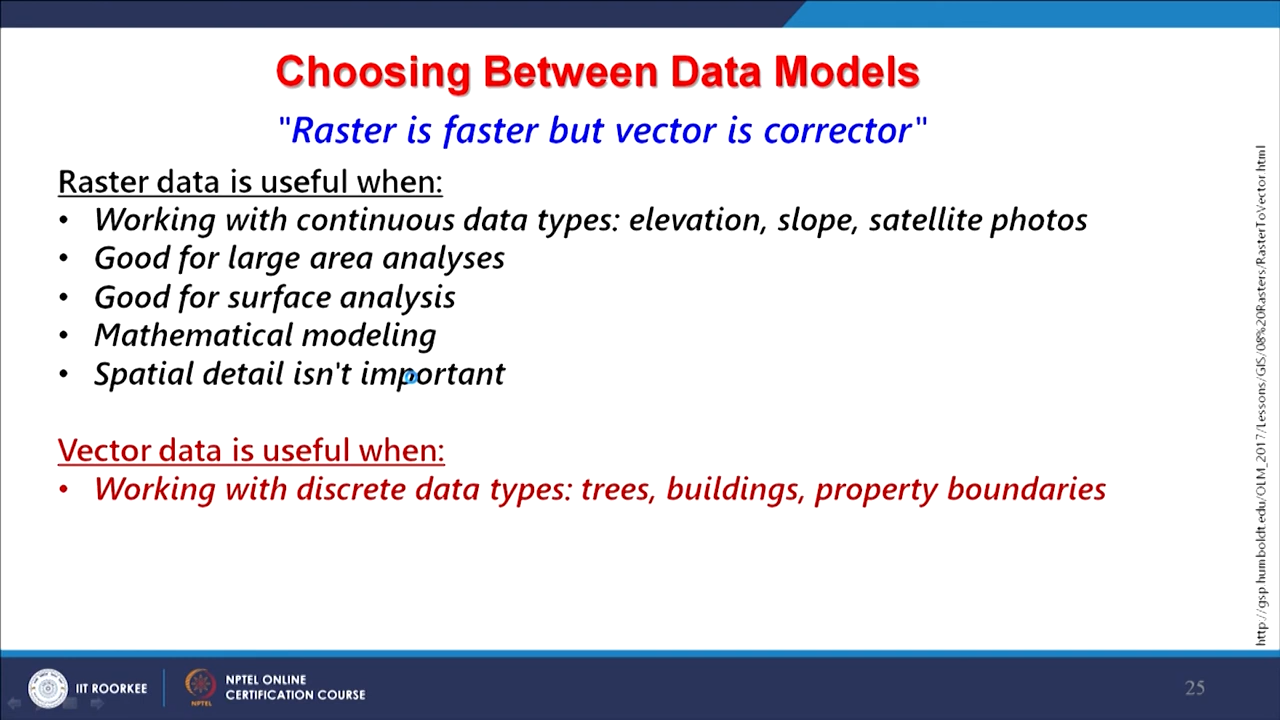 Choosing Between Data Models
"Raster is faster but vector is corrector"
Raster data is useful when:
• Working with continuous data types: elevation, slope, satellite photos
• Good for large area analyses
• Good for surface analysis
• Mathematical modeling
• Spatial detail isn't important
Vector data is useful when:
• Working with discrete data types: trees, buildings, property boundaries
http://gsp.humboldt.edu/OLM_2017/Lessons/GIS/08%20Rasters/RasterToVector.html
IIT ROORKEE
NPTEL
NPTEL ONLINE
CERTIFICATION COURSE
25